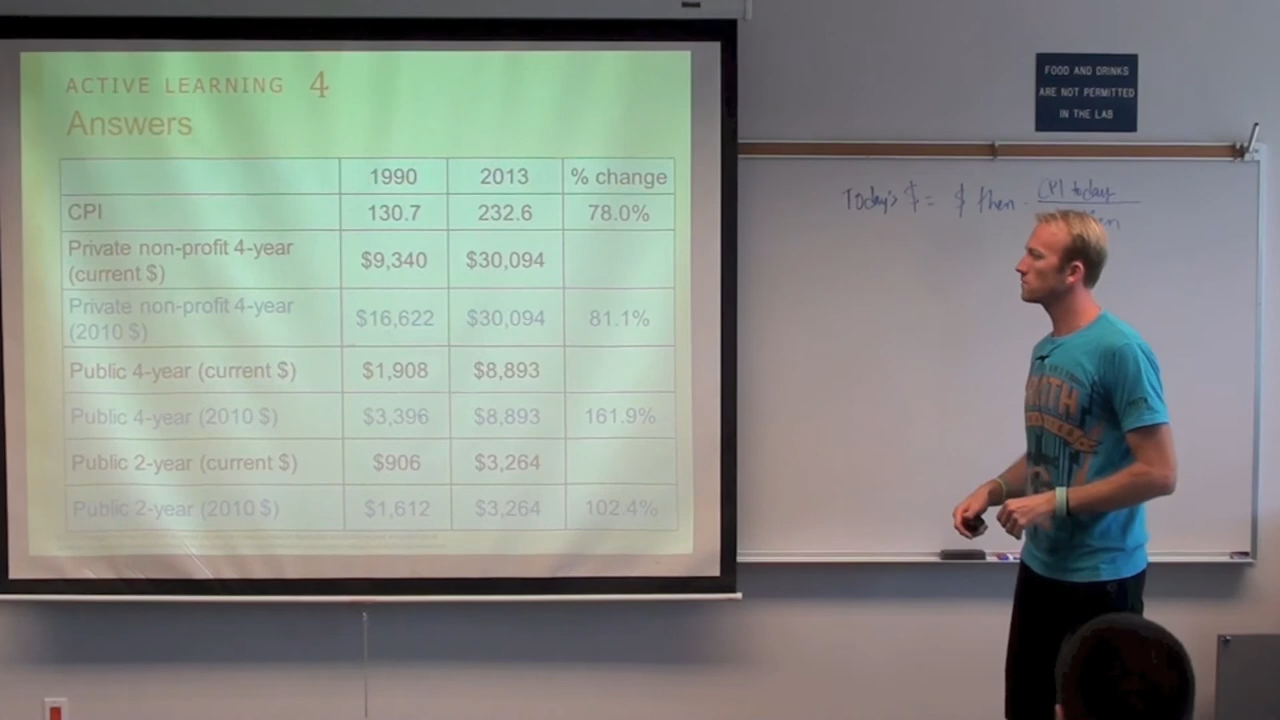 ACTIVE LEARNING 4
Answers
1990 2013 % change
CPI 130.7 232.6 78.0%
Private non-profit 4-year
(current $) $9,340 $30,094
Private non-profit 4-year
(2010 $) $16,622 $30,094 81.1%
Public 4-year (current $) $1,908 $8,893
Public 4-year (2010 $) $3,396 $8,893 161.9%
Public 2-year (current $) $906 $3,264
Public 2-year (2010 $) $1,612 $3,264 102.4%
FOOD AND DRINKS
ARE NOT PERMITTED
IN THE LAB
Today's $ = $ then · CPI today